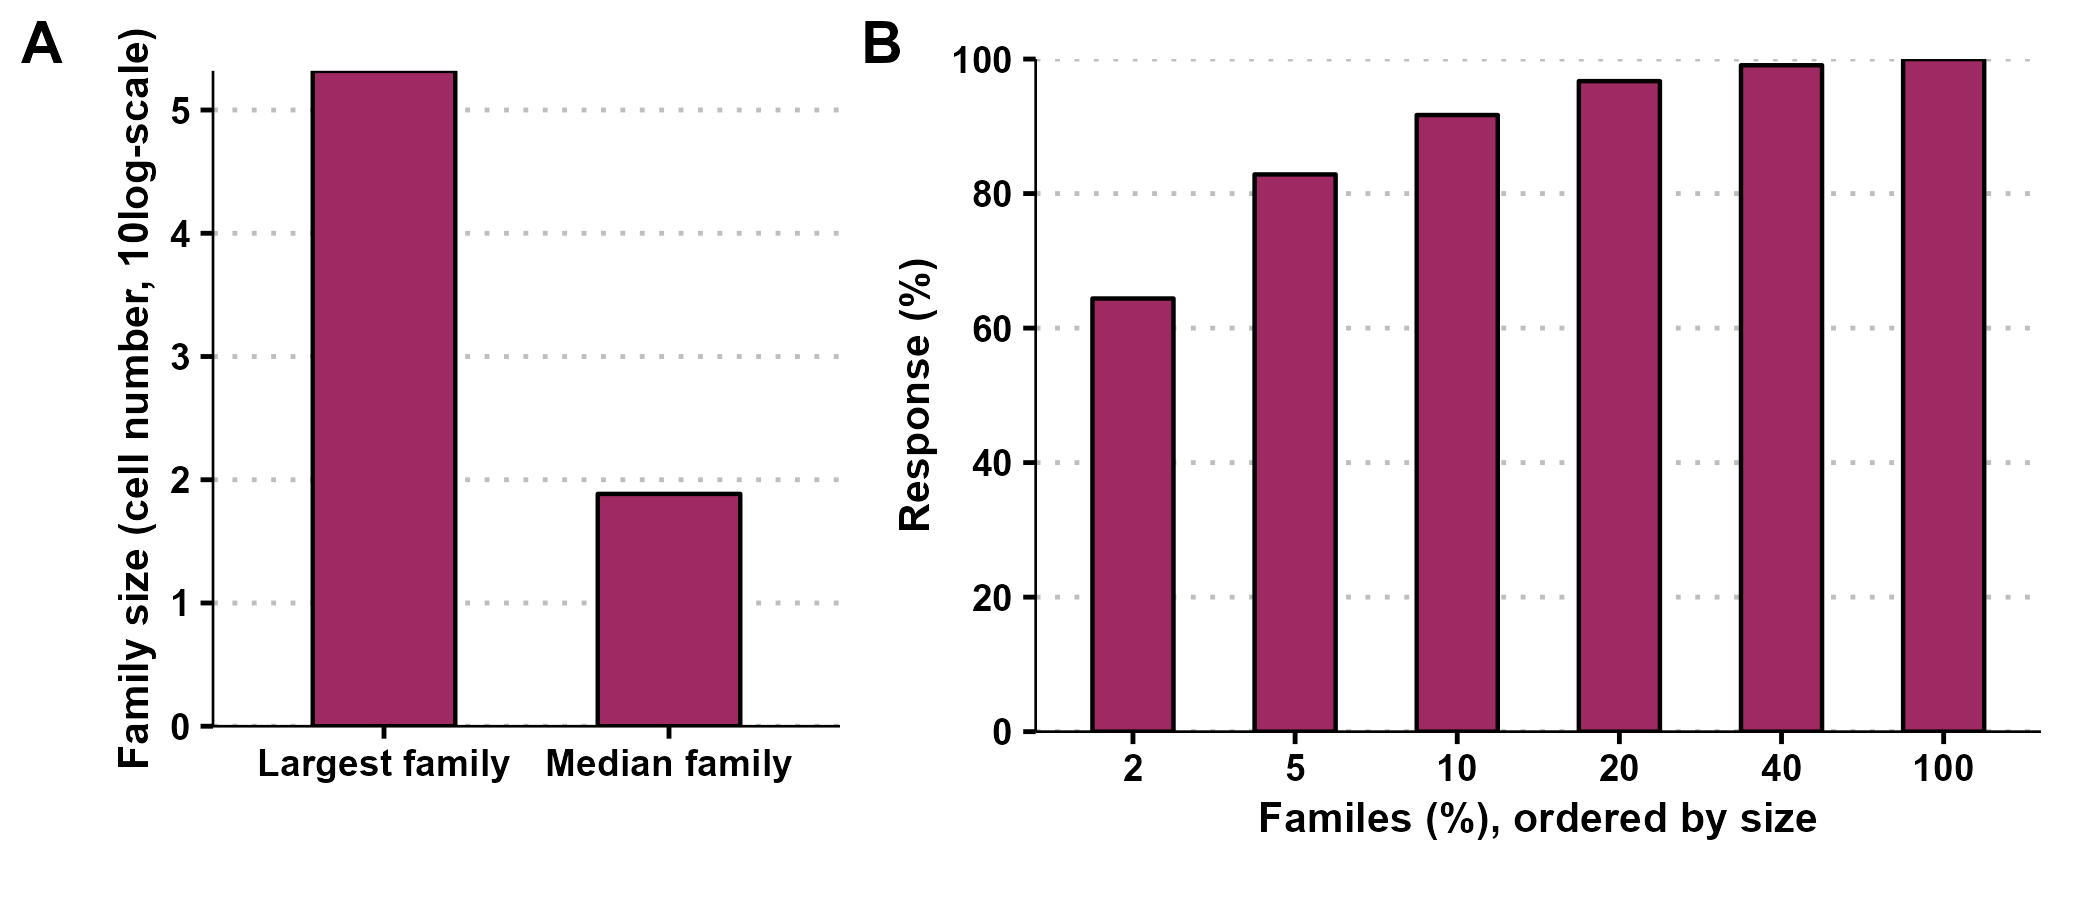 A
Family size (cell number, 10log-scale)
5
4
3
2
1
0
Largest family
Median family
B
Response (%)
100
80
60
40
20
0
2
5
10
20
40
100
Familes (%), ordered by size